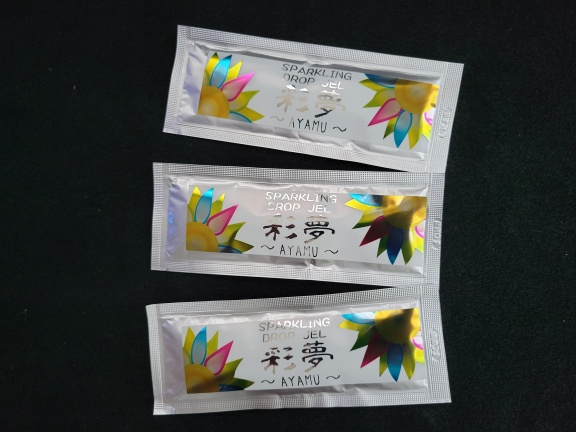 SPARKLING
DROP JEL
彩夢
～ AYAMU ～
SPARKLING
DROP JEL
彩夢
～ AYAMU ～
SPARKLING
DROP JEL
彩夢
～ AYAMU ～